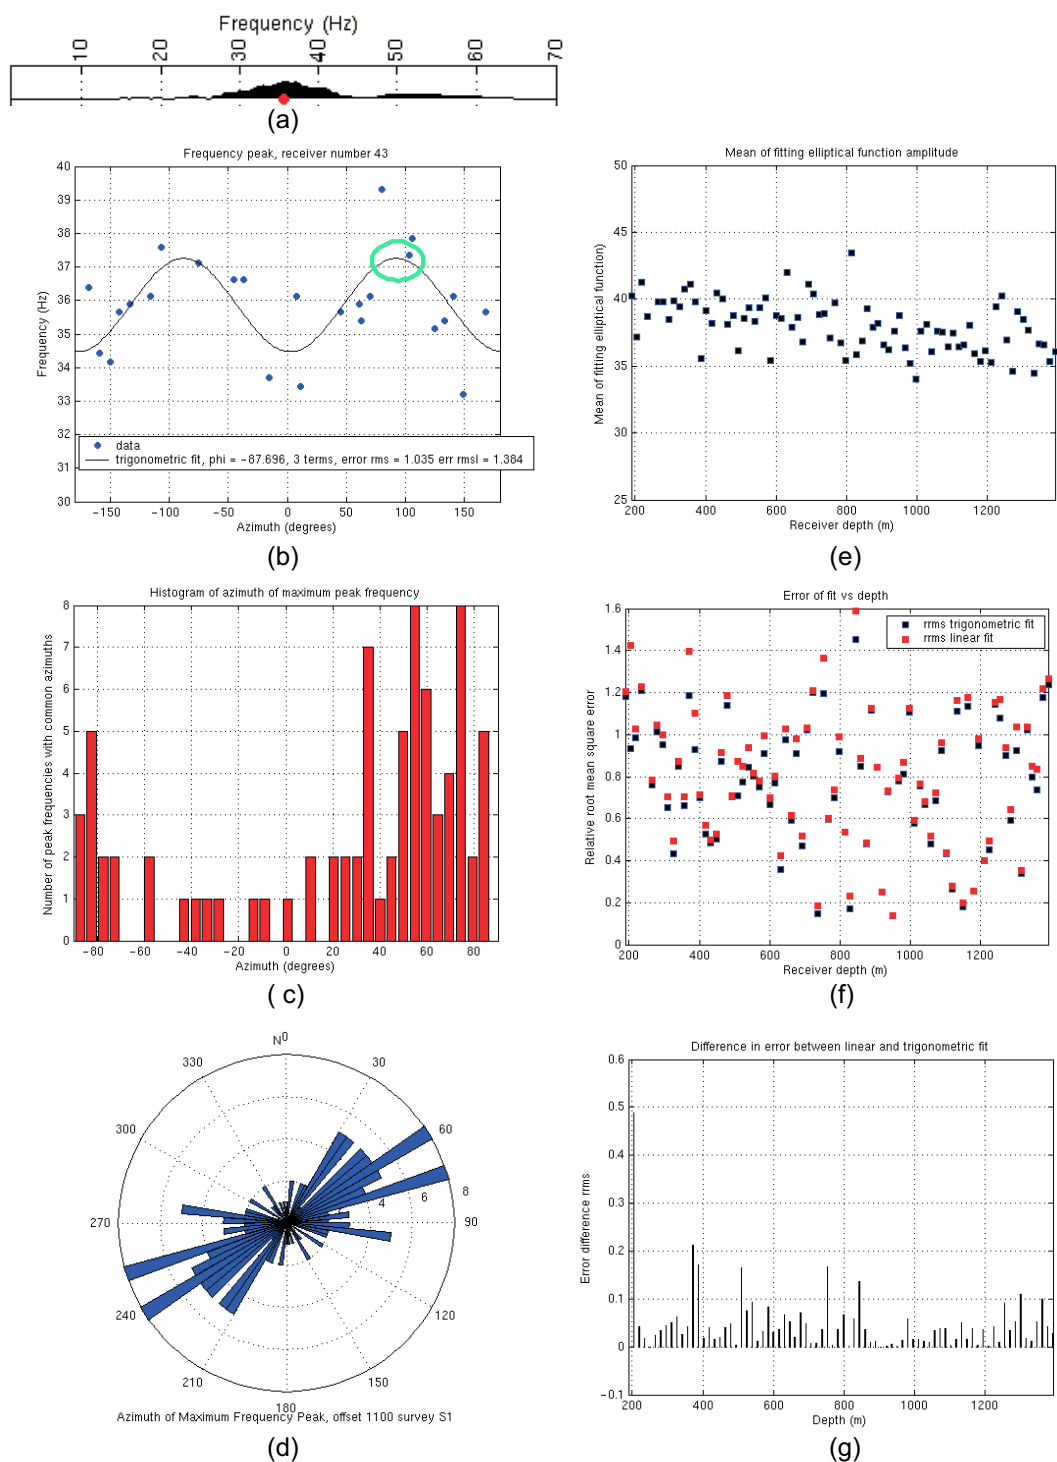 Frequency (Hz)
10 20 30 40 50 60 70
(a)
Frequency peak, receiver number 43
Frequency (Hz)
40
39
38
37
36
35
34
33
32
31
30
data
trigonometric fit, phi = −87.696, 3 terms, error rms = 1.035 err rmsl = 1.384
−150 −100 −50 0 50 100 150
Azimuth (degrees)
(b)
Mean of fitting elliptical function amplitude
Mean of fitting elliptical function)
50
45
40
35
30
25
200 400 600 800 1000 1200
Receiver depth (m)
(e)
Histogram of azimuth of maximum peak frequency
Number of peak frequencies with common azimuths
8
7
6
5
4
3
2
1
0
−80 −60 −40 −20 0 20 40 60 80
Azimuth (degrees)
( c)
Error of fit vs depth
Relative root mean square error
1.6
1.4
1.2
1
0.8
0.6
0.4
0.2
0
rrms trigonometric fit
rrms linear fit
200 400 600 800 1000 1200
Receiver depth (m)
(f)
N0
330 30
300 60
8
6
4
270 90
240 120
210 150
180
Azimuth of Maximum Frequency Peak, offset 1100 survey S1
(d)
Difference in error between linear and trigonometric fit
Error difference rrms
0.6
0.5
0.4
0.3
0.2
0.1
0
−0.1
200 400 600 800 1000 1200
Depth (m)
(g)